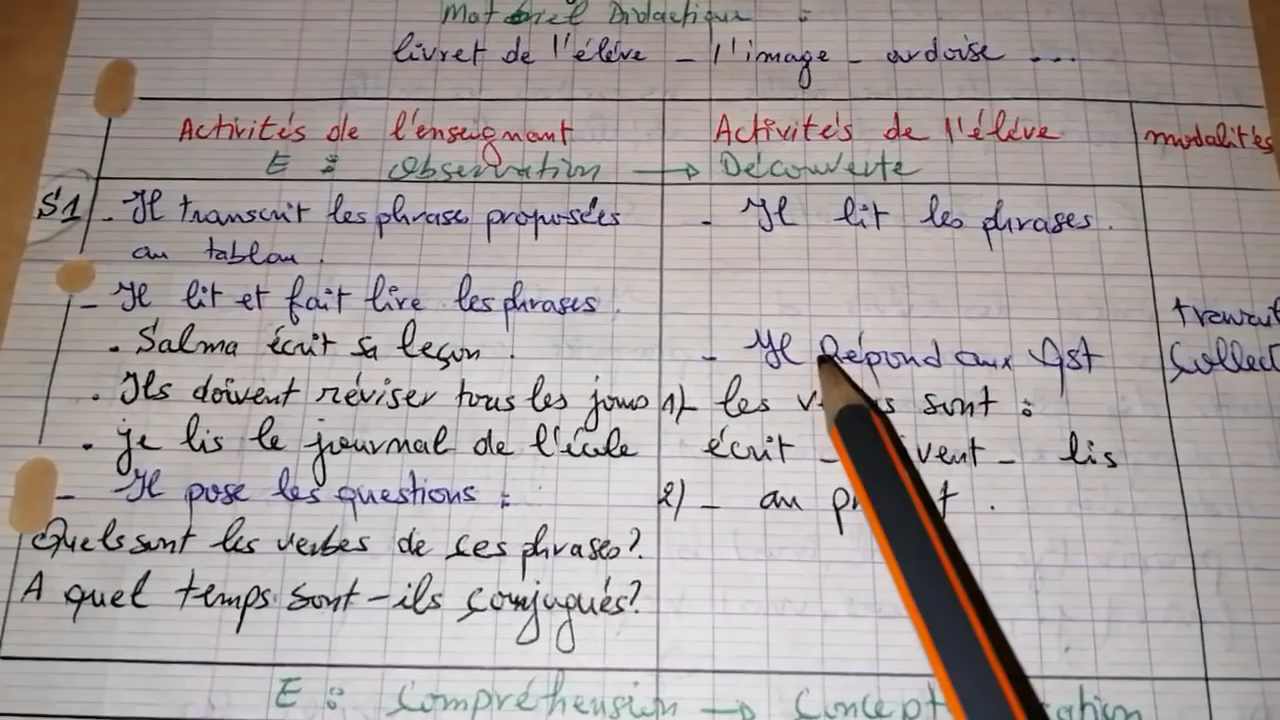 Matériel Didactique :
livret de l'élève - l'image - ardoise ...
Activités de l'enseignant Activités de l'élève modalités
E : Observation → Découverte
S1 - Il transcrit les phrases proposées - Il lit les phrases.
au tableau.
- Il lit et fait lire les phrases.
. Salma écrit sa leçon. - Il Répond aux Qst Collect
. Ils doivent réviser tous les jours 1)- les sont :
. je lis le journal de l'école écrit - - lis
- Il pose les questions : 2) - au
Quels sont les verbes de ces phrases ?
A quel temps sont-ils conjugués ?
E : Compréhension →